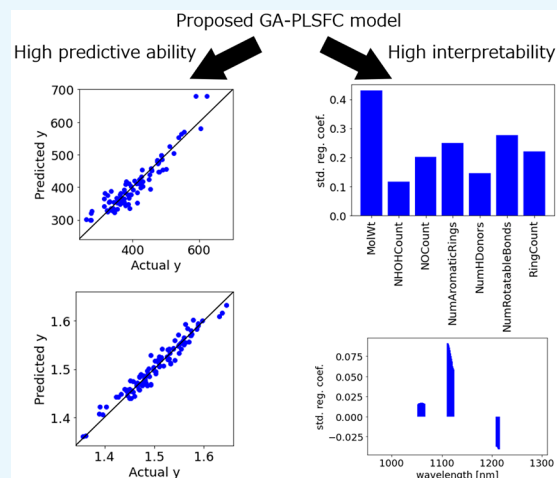 Proposed GA-PLSFC model
High predictive ability
High interpretability
700
600
500
400
300
Predicted y
400
600
Actual y
0.4
0.3
0.2
0.1
0.0
std. reg. coef.
MolWt
NHOHCount
NOCount
NumAromaticRings
NumHDonors
NumRotatableBonds
RingCount
1.6
1.5
1.4
Predicted y
1.4
1.5
1.6
Actual y
0.075
0.050
0.025
0.000
−0.025
std. reg. coef.
1000
1100
1200
1300
wavelength [nm]